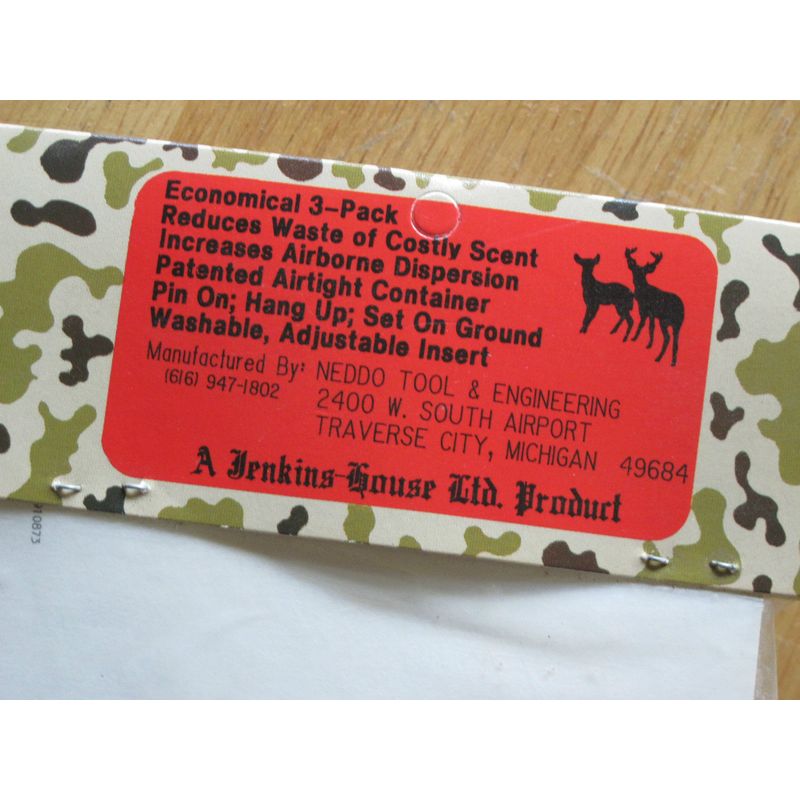 Economical 3-Pack
Reduces Waste of Costly Scent
Increases Airborne Dispersion
Patented Airtight Container
Pin On; Hang Up; Set On Ground
Washable, Adjustable Insert
Manufactured By: NEDDO TOOL & ENGINEERING
(616) 947-1802
2400 W. SOUTH AIRPORT
TRAVERSE CITY, MICHIGAN 49684
A Jenkins-House Ltd. Product
910873